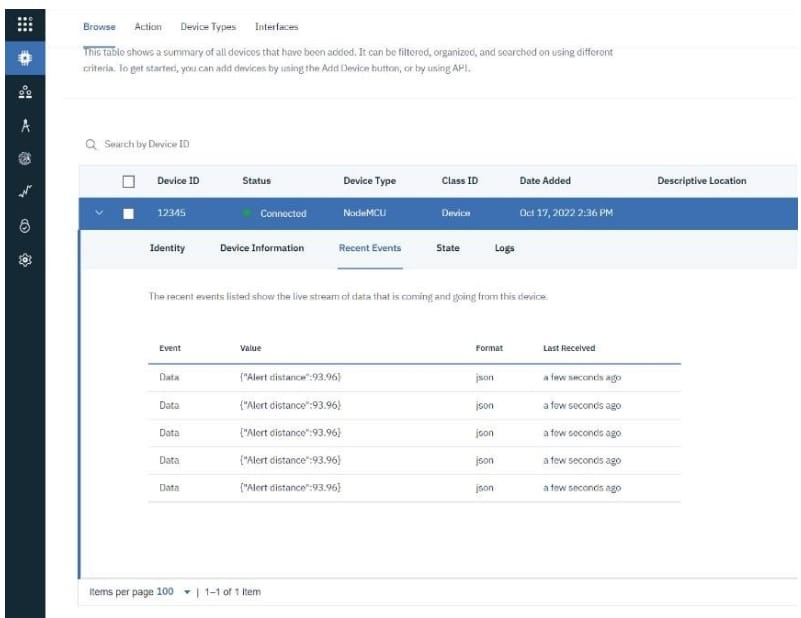 Browse Action Device Types Interfaces
This table shows a summary of all devices that have been added. It can be filtered, organized, and searched on using different
criteria. To get started, you can add devices by using the Add Device button, or by using API.
Search by Device ID
Device ID Status Device Type Class ID Date Added Descriptive Location
12345 Connected NodeMCU Device Oct 17, 2022 2:36 PM
Identity Device Information Recent Events State Logs
The recent events listed show the live stream of data that is coming and going from this device.
Event Value Format Last Received
Data {"Alert distance":93.96} json a few seconds ago
Data {"Alert distance":93.96} json a few seconds ago
Data {"Alert distance":93.96} json a few seconds ago
Data {"Alert distance":93.96} json a few seconds ago
Data {"Alert distance":93.96} json a few seconds ago
Items per page 100 | 1–1 of 1 item